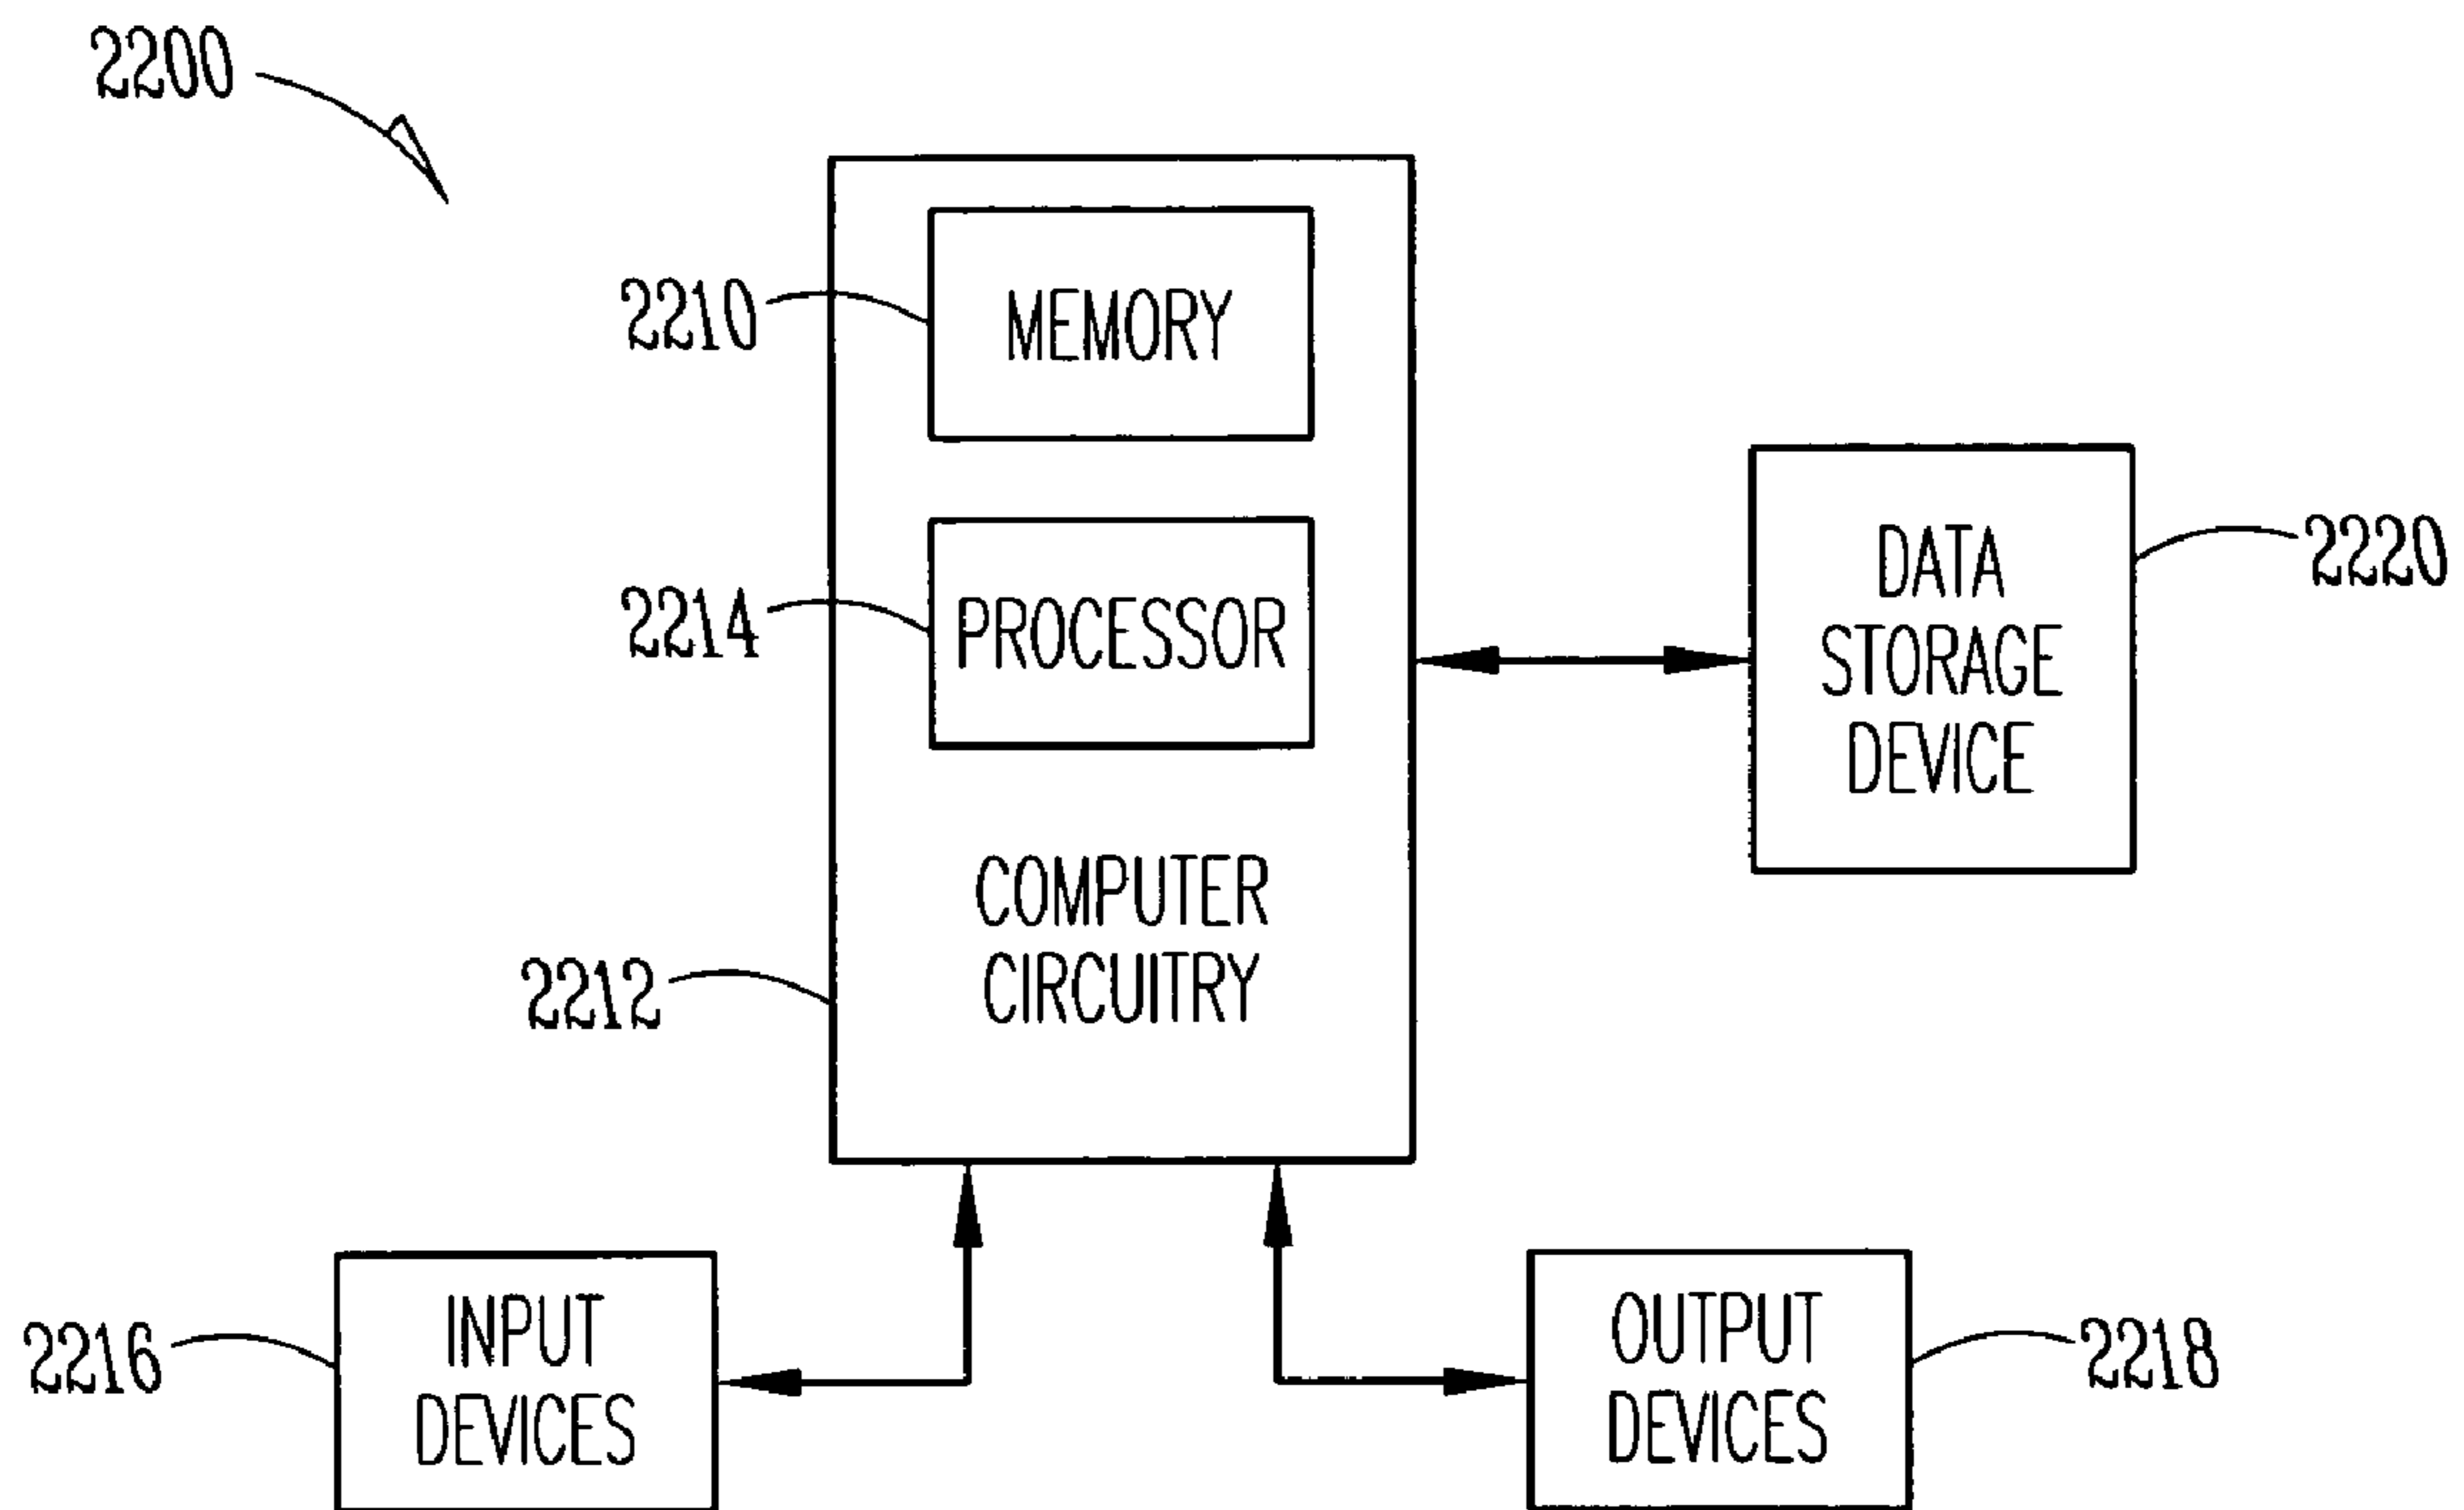 2200
2210
MEMORY
2214
PROCESSOR
COMPUTER
CIRCUITRY
2212
DATA
STORAGE
DEVICE
2220
2216
INPUT
DEVICES
OUTPUT
DEVICES
2218